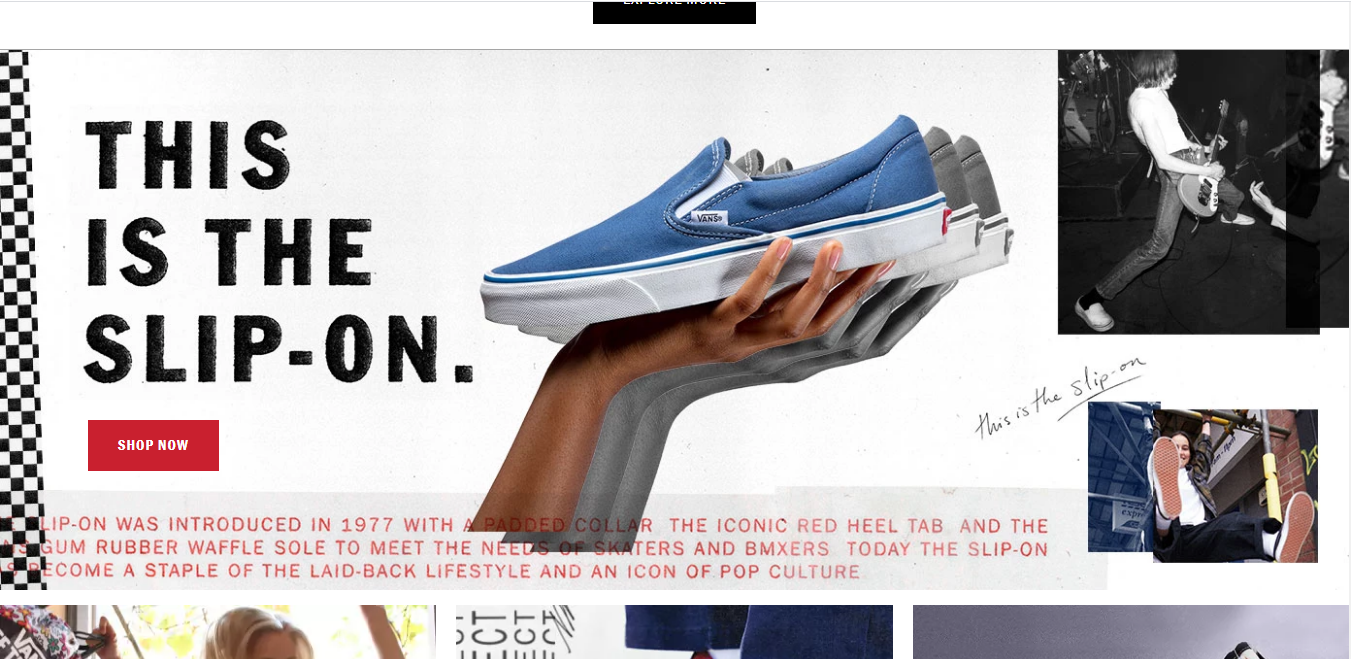 EXPLORE MORE
THIS
IS THE
SLIP-ON.
VANS
SHOP NOW
this is the slip-on
LIP-ON WAS INTRODUCED IN 1977 WITH A PADDED COLLAR THE ICONIC RED HEEL TAB AND THE
GUM RUBBER WAFFLE SOLE TO MEET THE NEEDS OF SKATERS AND BMXERS TODAY THE SLIP-ON
BECOME A STAPLE OF THE LAID-BACK LIFESTYLE AND AN ICON OF POP CULTURE
VANS